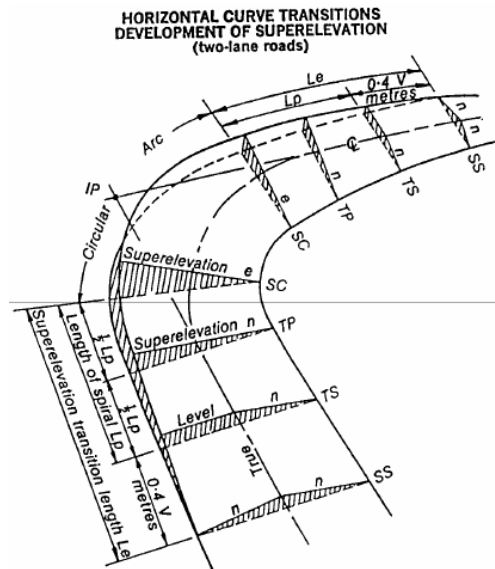 HORIZONTAL CURVE TRANSITIONS
DEVELOPMENT OF SUPERELEVATION
(two-lane roads)
Le
Lp
0·4 V
metres
Arc
n
n
℄
n
n
SS
TS
e
n
TP
SC
IP
Circular
Superelevation e SC
Superelevation n TP
Level n TS
True
n n SS
½ Lp
½ Lp
0·4 V
metres
Length of spiral Lp
Superelevation transition length Le